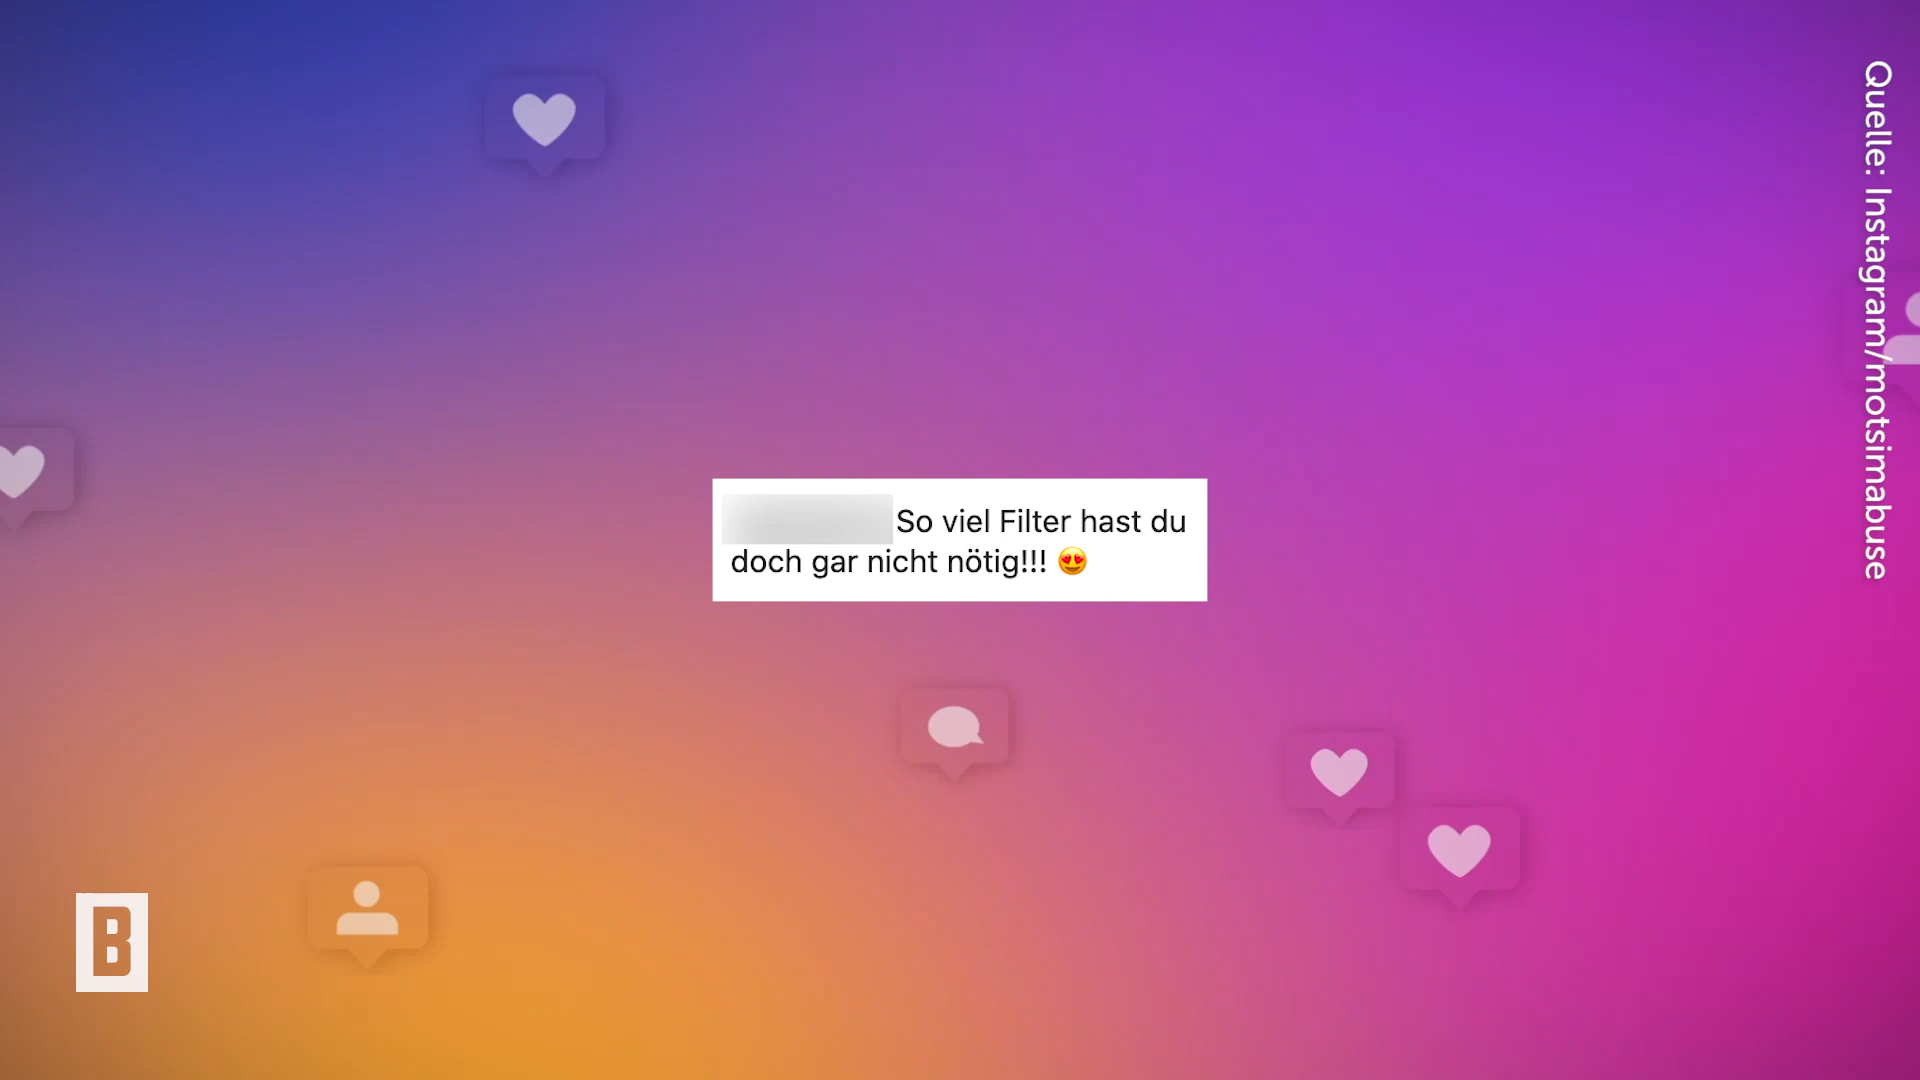 So viel Filter hast du
doch gar nicht nötig!!! 😍
Quelle: Instagram/motsimabuse
B